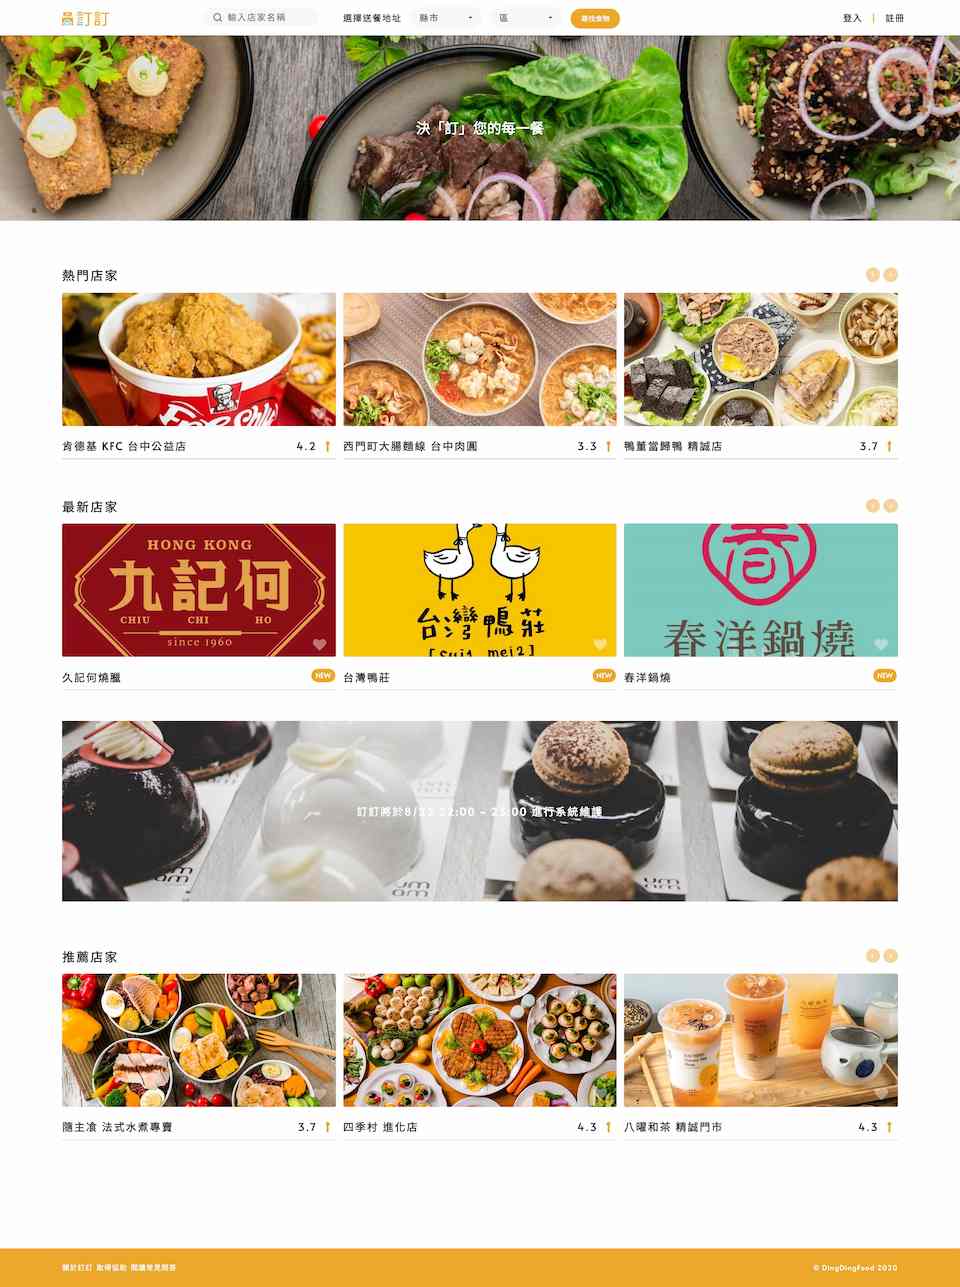 訂訂
輸入店家名稱
選擇送餐地址
縣市
區
尋找食物
登入 | 註冊
決「訂」您的每一餐
熱門店家
肯德基 KFC 台中公益店 4.2
西門町大腸麵線 台中肉圓 3.3
鴨董當歸鴨 精誠店 3.7
最新店家
HONG KONG
九記何
CHIU CHI HO
since 1960
台灣鴨莊
[sui1 mei2]
春
春洋鍋燒
久記何燒臘 NEW
台灣鴨莊 NEW
春洋鍋燒 NEW
訂訂將於8/23 22:00 ~ 23:00 進行系統維護
推薦店家
隨主飡 法式水煮專賣 3.7
四季村 進化店 4.3
八曜和茶 精誠門市 4.3
關於訂訂 取得協助 閱讀常見問答
© DingDingFood 2020